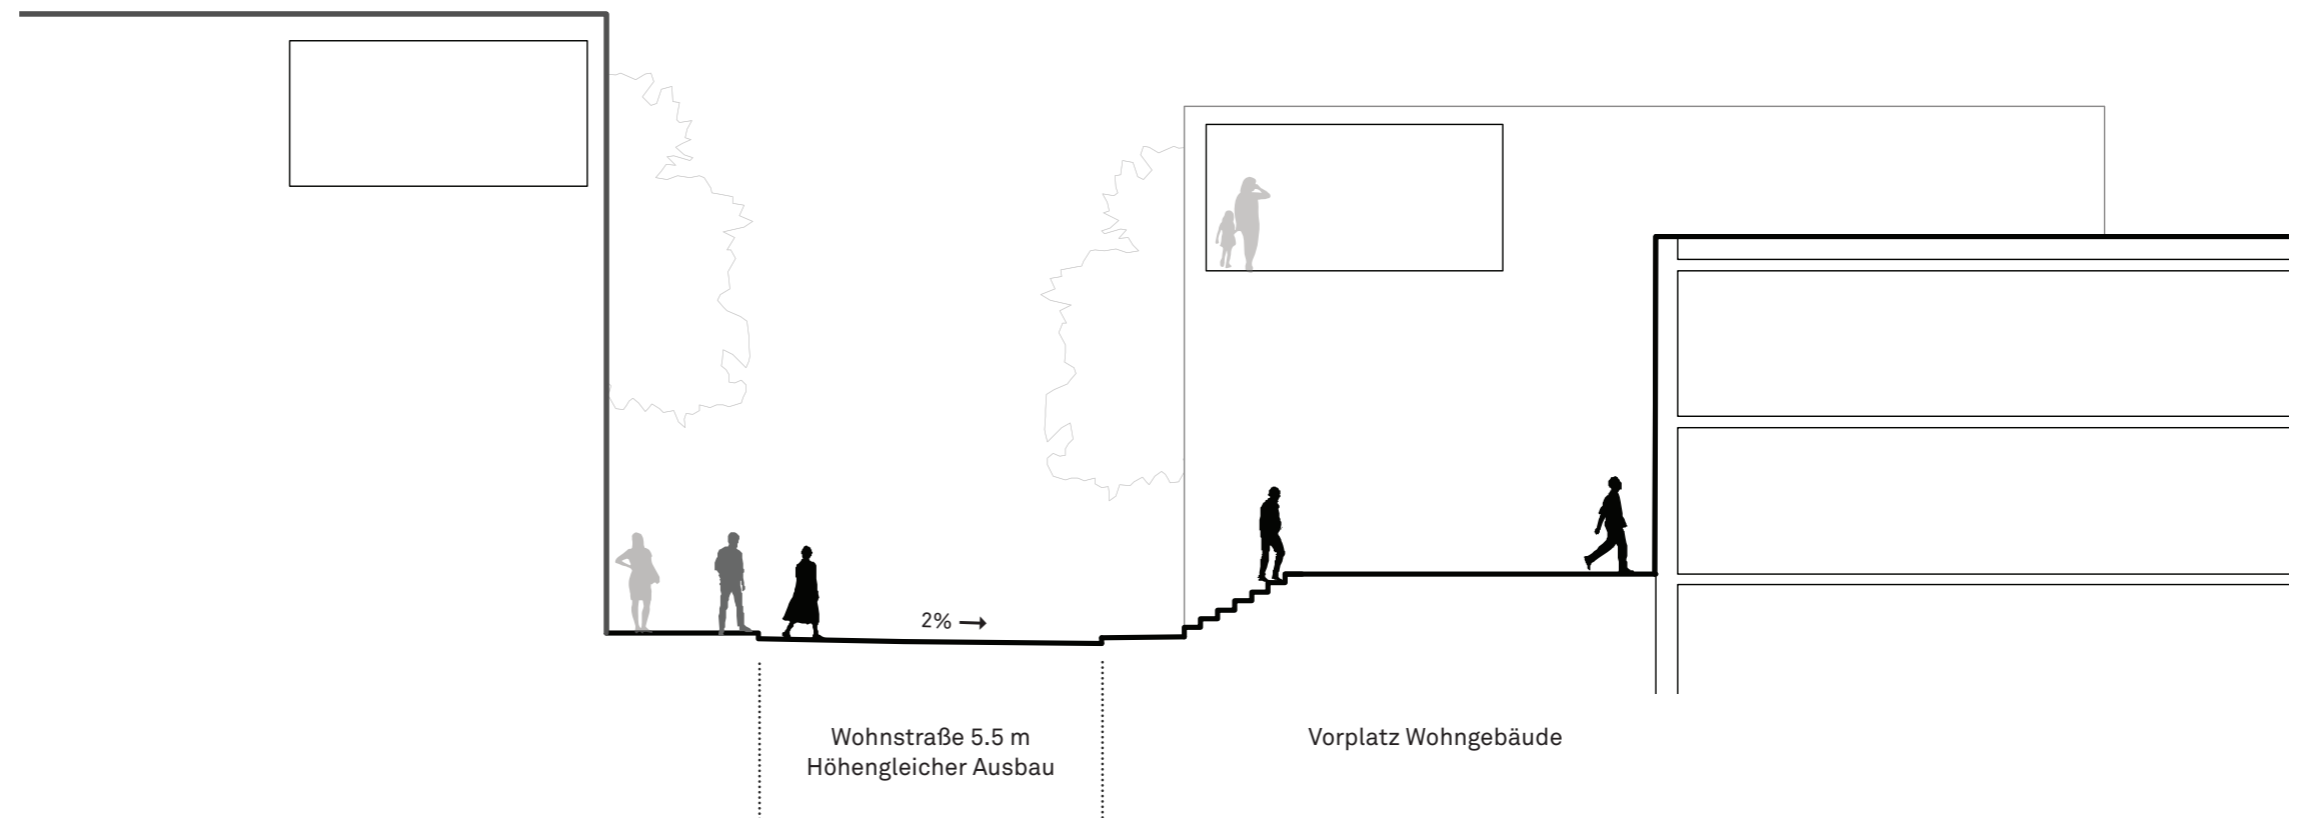 2% →
Wohnstraße 5.5 m
Höhengleicher Ausbau
Vorplatz Wohngebäude